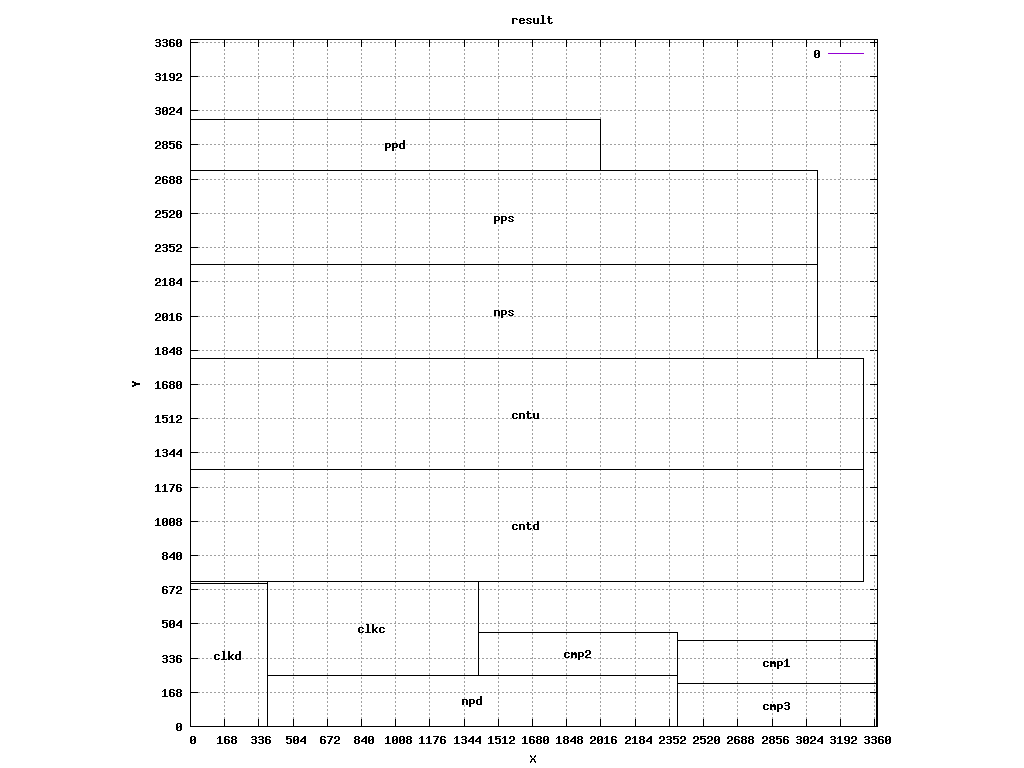 result
3360
0
3192
3024
2856
ppd
2688
2520
pps
2352
2184
2016
nps
1848
Y
1680
1512
cntu
1344
1176
1008
cntd
840
672
504
clkc
336
clkd
cmp2
cmp1
168
npd
cmp3
0
0 168 336 504 672 840 1008 1176 1344 1512 1680 1848 2016 2184 2352 2520 2688 2856 3024 3192 3360
X